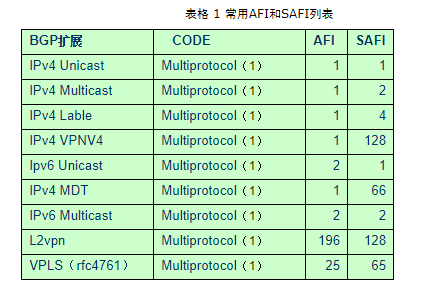 表格 1 常用AFI和SAFI列表
BGP扩展 CODE AFI SAFI
IPv4 Unicast Multiprotocol（1） 1 1
IPv4 Multicast Multiprotocol（1） 1 2
IPv4 Lable Multiprotocol（1） 1 4
IPv4 VPNV4 Multiprotocol（1） 1 128
Ipv6 Unicast Multiprotocol（1） 2 1
IPv4 MDT Multiprotocol（1） 1 66
IPv6 Multicast Multiprotocol（1） 2 2
L2vpn Multiprotocol（1） 196 128
VPLS（rfc4761） Multiprotocol（1） 25 65